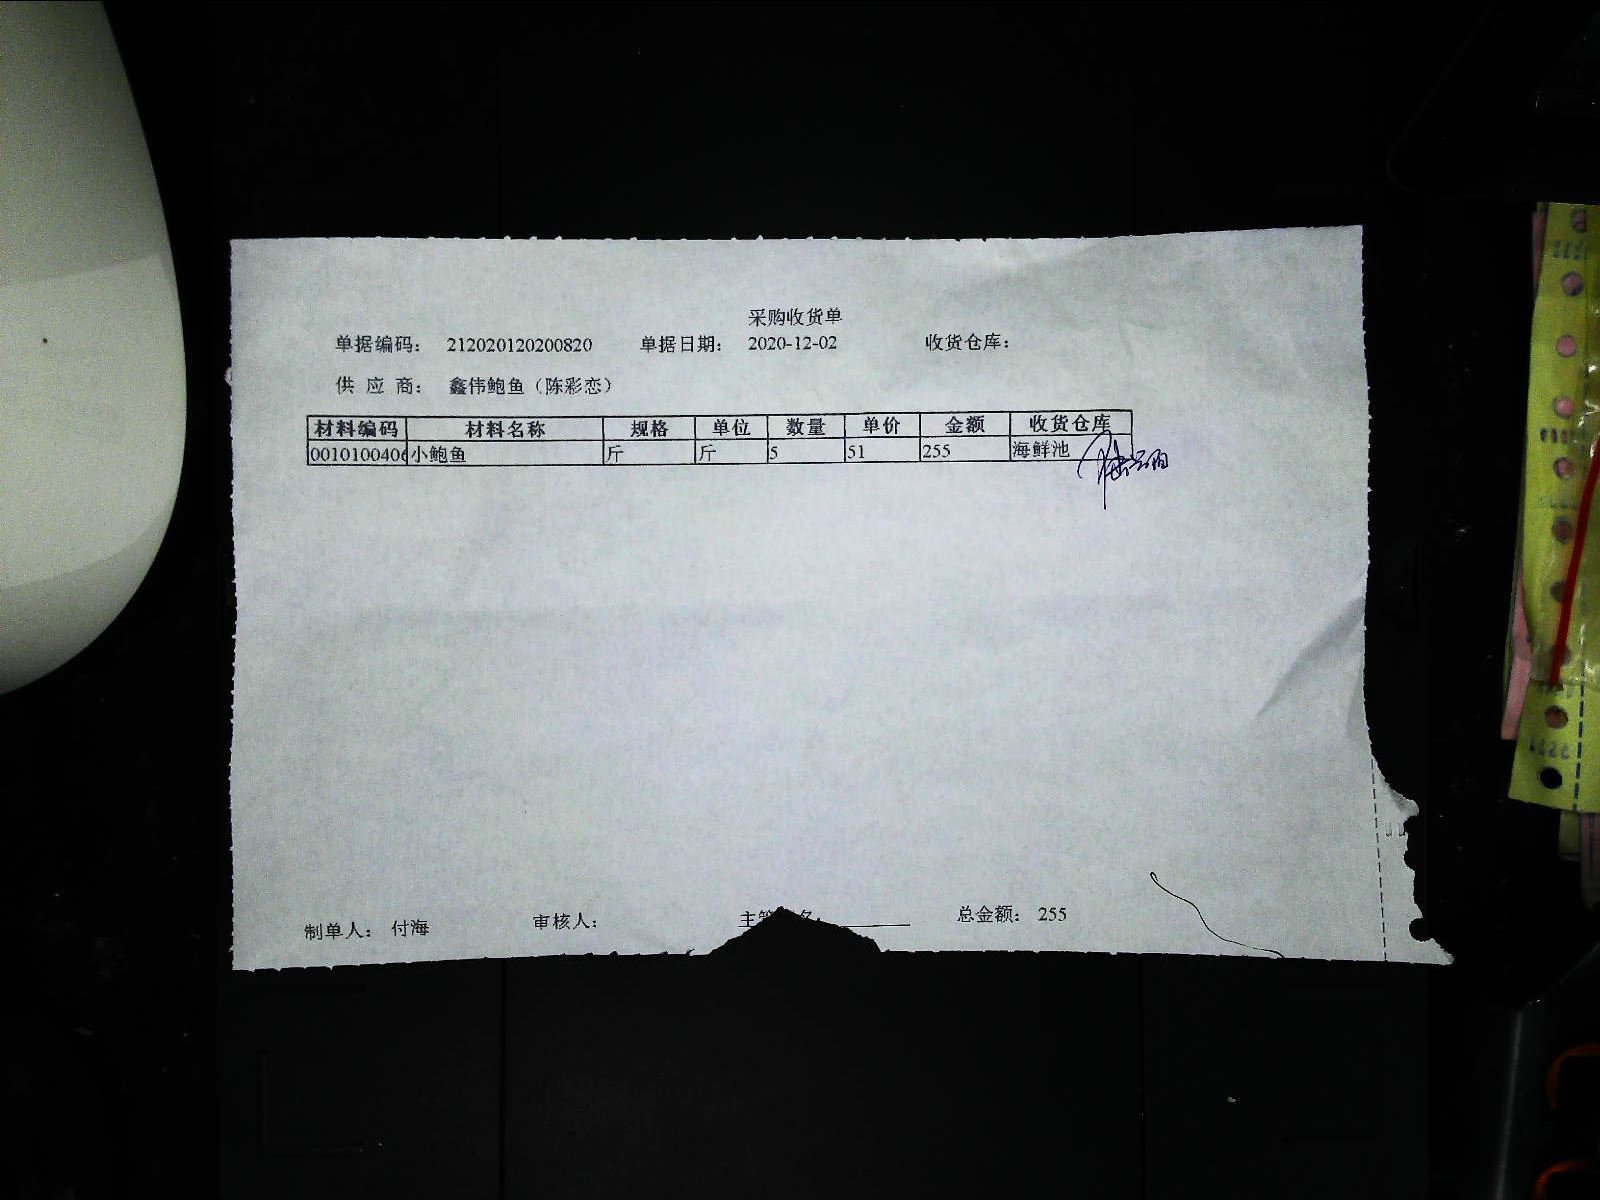 采购收货单
单据编码： 212020120200820 单据日期： 2020-12-02 收货仓库：
供 应 商： 鑫伟鲍鱼（陈彩恋）
材料编码 材料名称 规格 单位 数量 单价 金额 收货仓库
0010100406 小鲍鱼 斤 斤 5 51 255 海鲜池
制单人： 付海 审核人： 主 总金额： 255